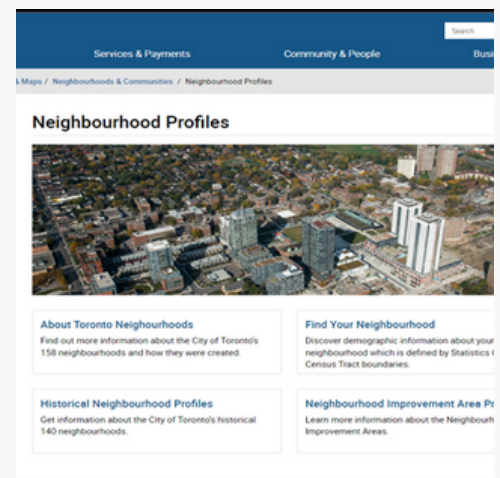 Search
Services & Payments Community & People Busi
& Maps / Neighbourhoods & Communities / Neighbourhood Profiles
Neighbourhood Profiles
About Toronto Neighourhoods
Find out more information about the City of Toronto's
158 neighbourhoods and how they were created.
Find Your Neighbourhood
Discover demographic information about your
neighbourhood which is defined by Statistics
Census Tract boundaries.
Historical Neighbourhood Profiles
Get information about the City of Toronto's historical
140 neighbourhoods.
Neighbourhood Improvement Area Pr
Learn more information about the Neighbourh
Improvement Areas.